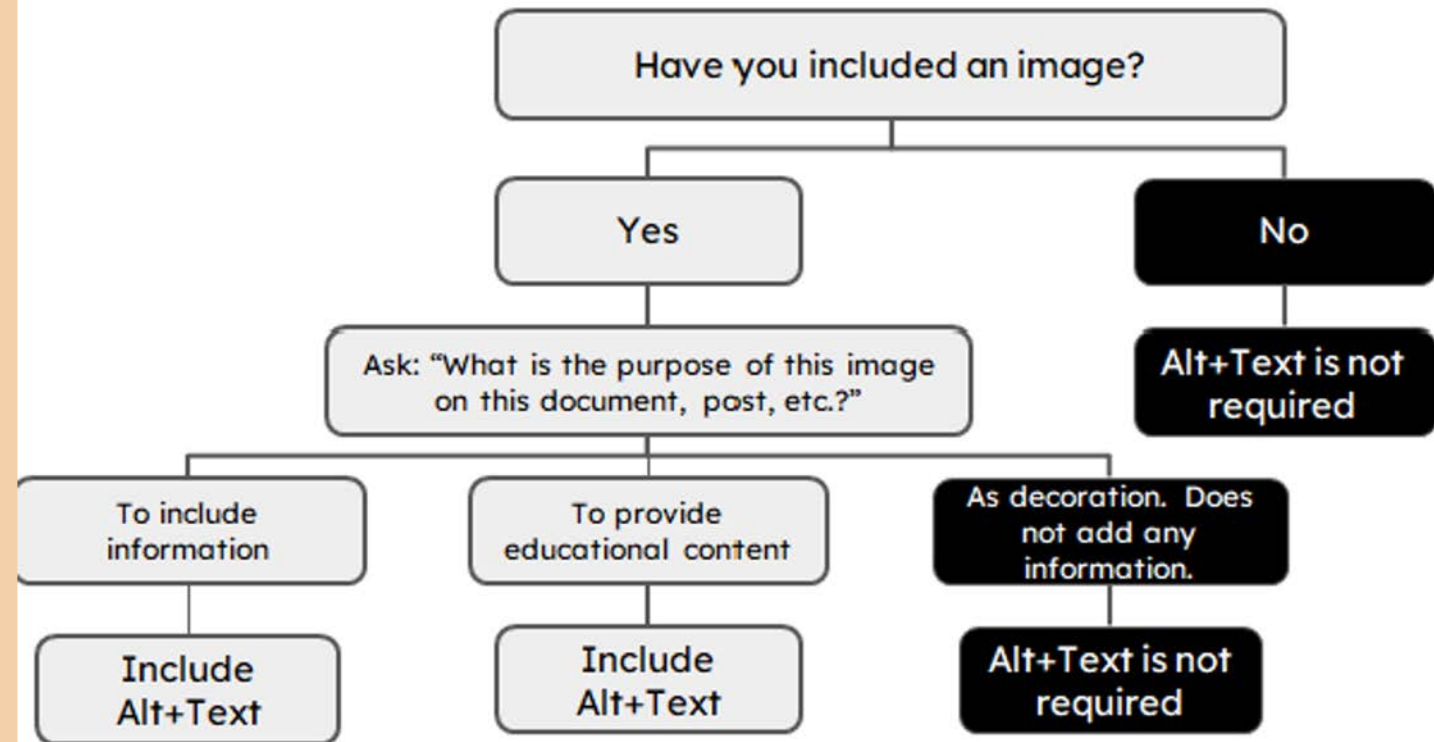 Have you included an image?
Yes
No
Ask: “What is the purpose of this image
on this document, post, etc.?”
Alt+Text is not
required
To include
information
To provide
educational content
As decoration. Does
not add any
information.
Include
Alt+Text
Include
Alt+Text
Alt+Text is not
required